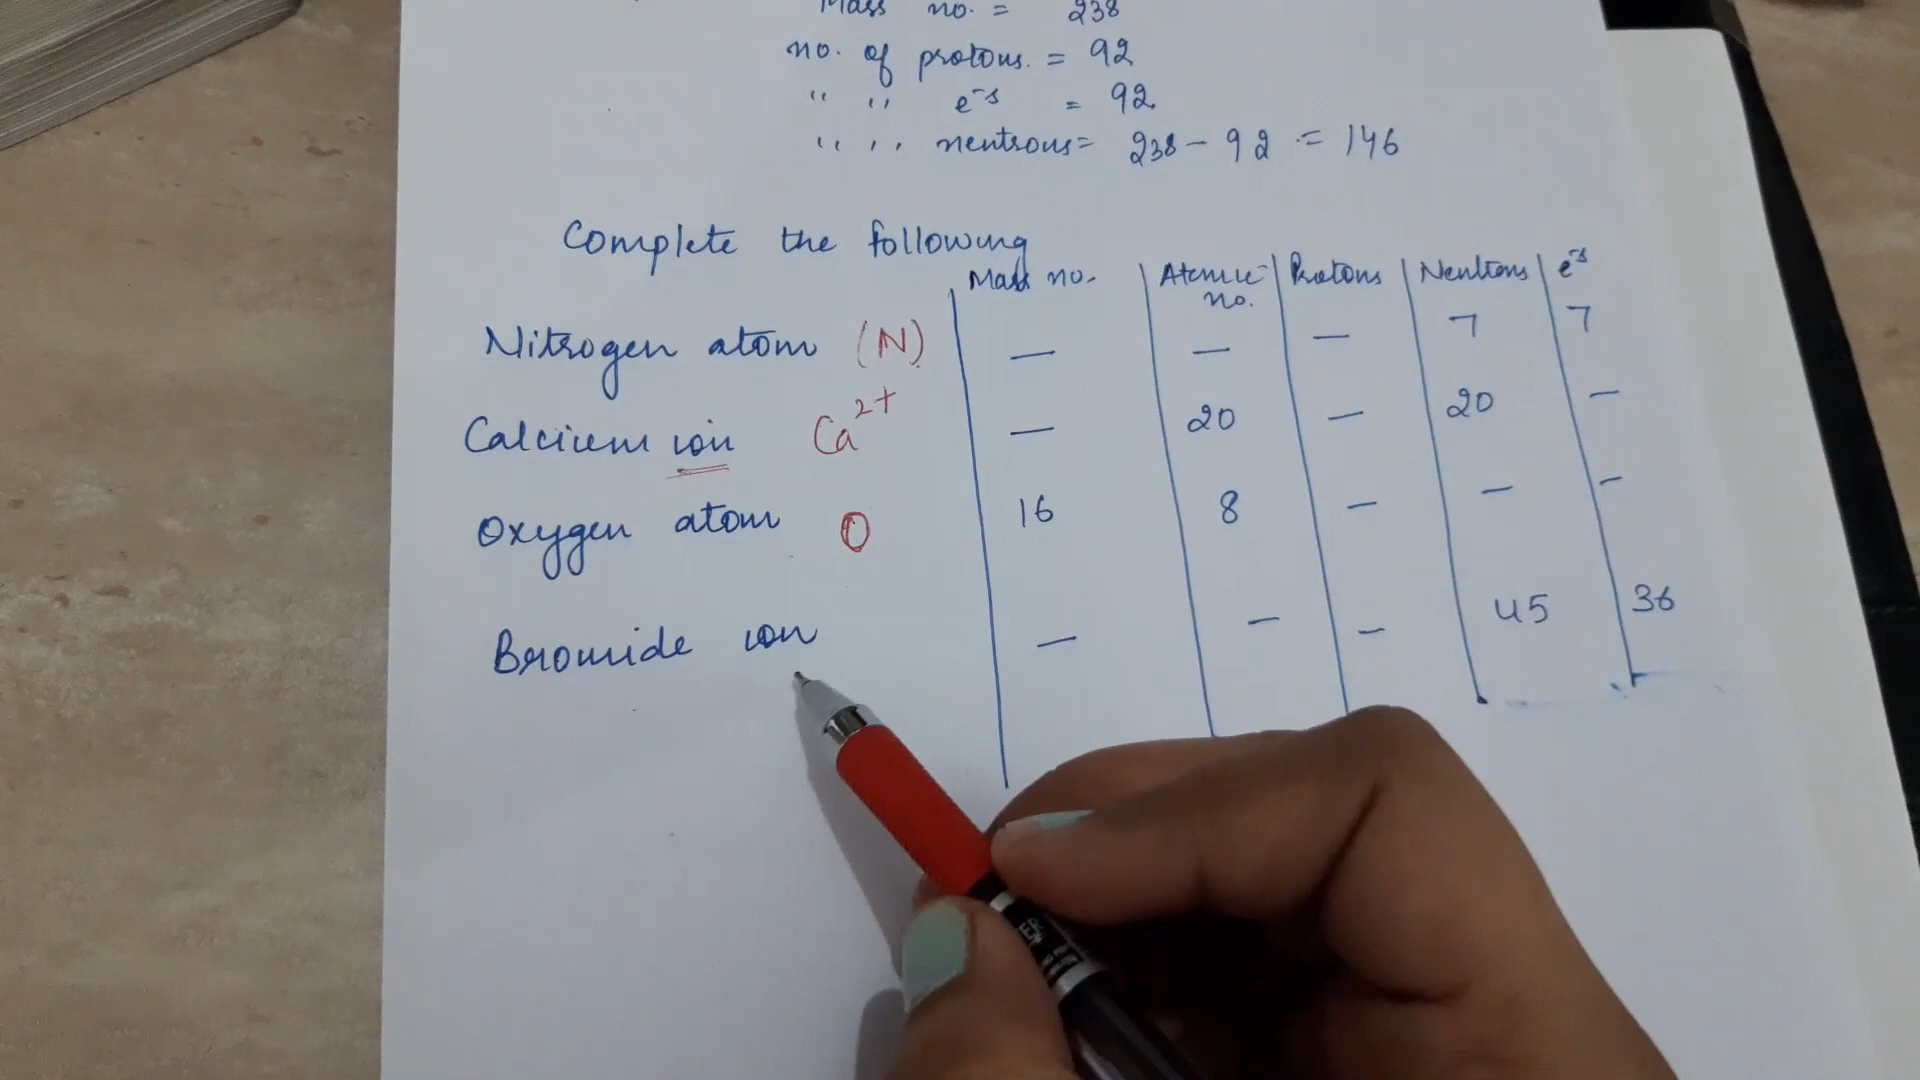 Mass no. = 238
no. of protons. = 92
" " e⁻s = 92
" " neutrons = 238 - 92 = 146
Complete the following
Mass no. Atomic no. Protons Neutrons e⁻s
Nitrogen atom (N) — — — 7 7
Calcium ion Ca²⁺ — 20 — 20 —
Oxygen atom O 16 8 — — —
Bromide ion — — — 45 36